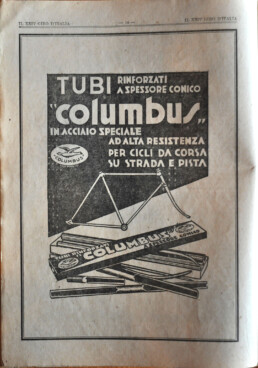 TUBI RINFORZATI
A SPESSORE CONICO
"columbus"
IN ACCIAIO SPECIALE
AD ALTA RESISTENZA
PER CICLI DA CORSA
SU STRADA E PISTA
COLUMBUS
COLUMBUS